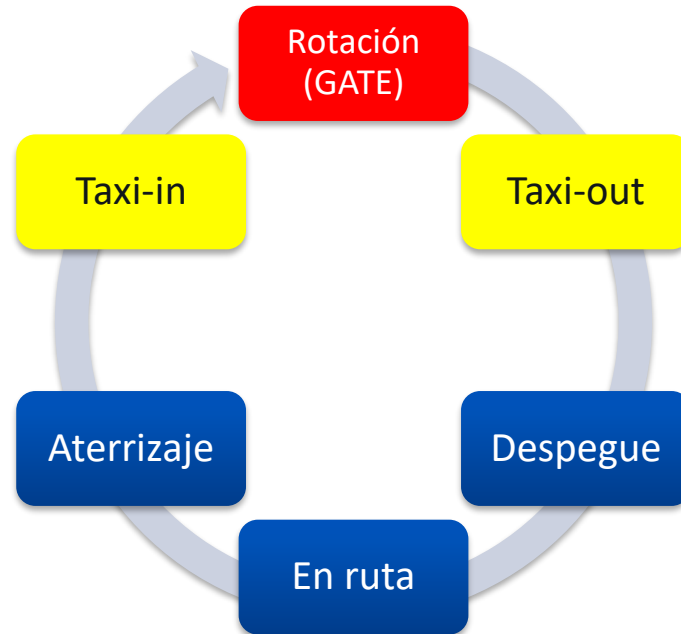 Rotación
(GATE)
Taxi-in
Taxi-out
Aterrizaje
Despegue
En ruta